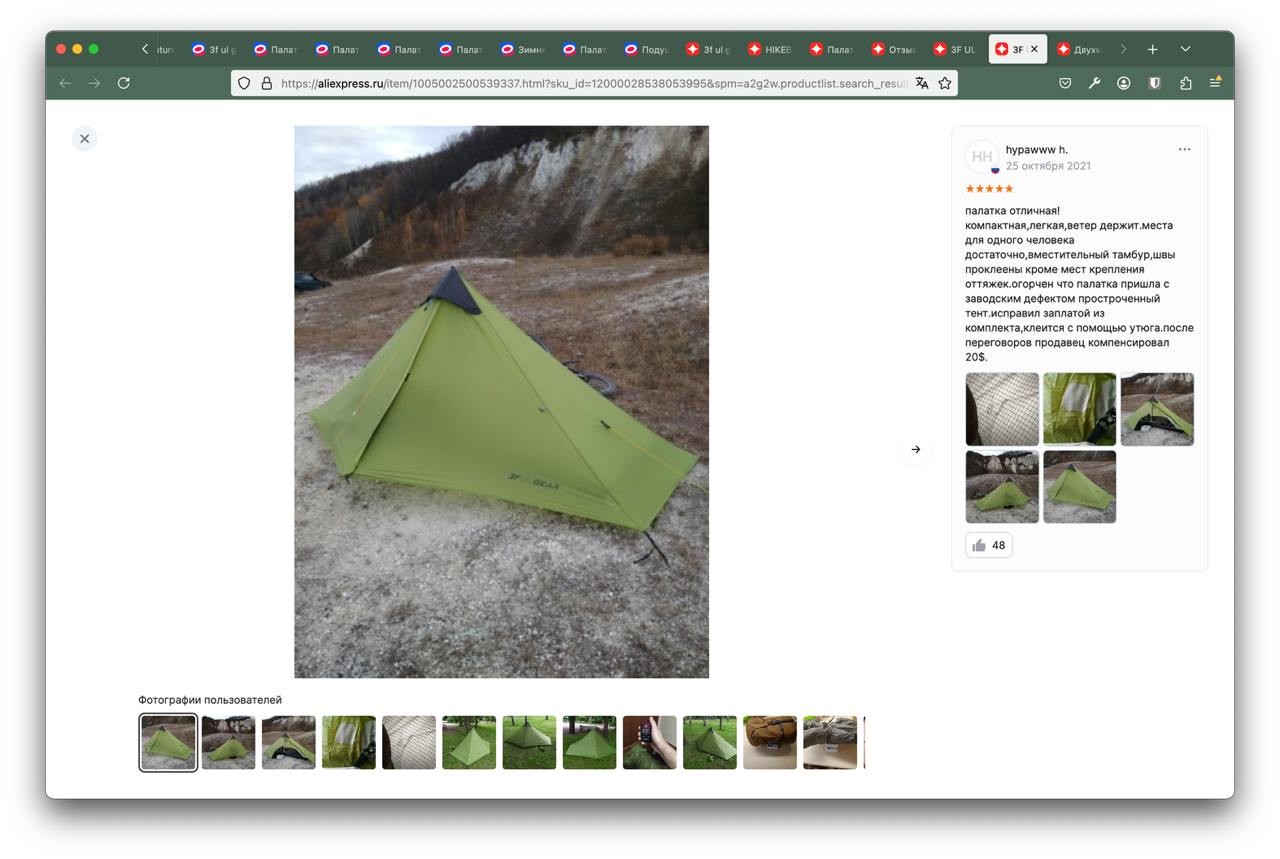 3f ul g
Палат
Палат
Палат
Палат
Зимн
Палат
Подуш
3f ul g
HIKEB
Палат
Отзы
3F UL
3F
Двухм
https://aliexpress.ru/item/1005002500539337.html?sku_id=12000028538053995&spm=a2g2w.productlist.search_resul
3F UL GEAR
HH
hypawww h.
25 октября 2021
палатка отличная!
компактная,легкая,ветер держит.места
для одного человека
достаточно,вместительный тамбур,швы
проклеены кроме мест крепления
оттяжек.огорчен что палатка пришла с
заводским дефектом простроченный
тент.исправил заплатой из
комплекта,клеится с помощью утюга.после
переговоров продавец компенсировал
20$.
48
Фотографии пользователей